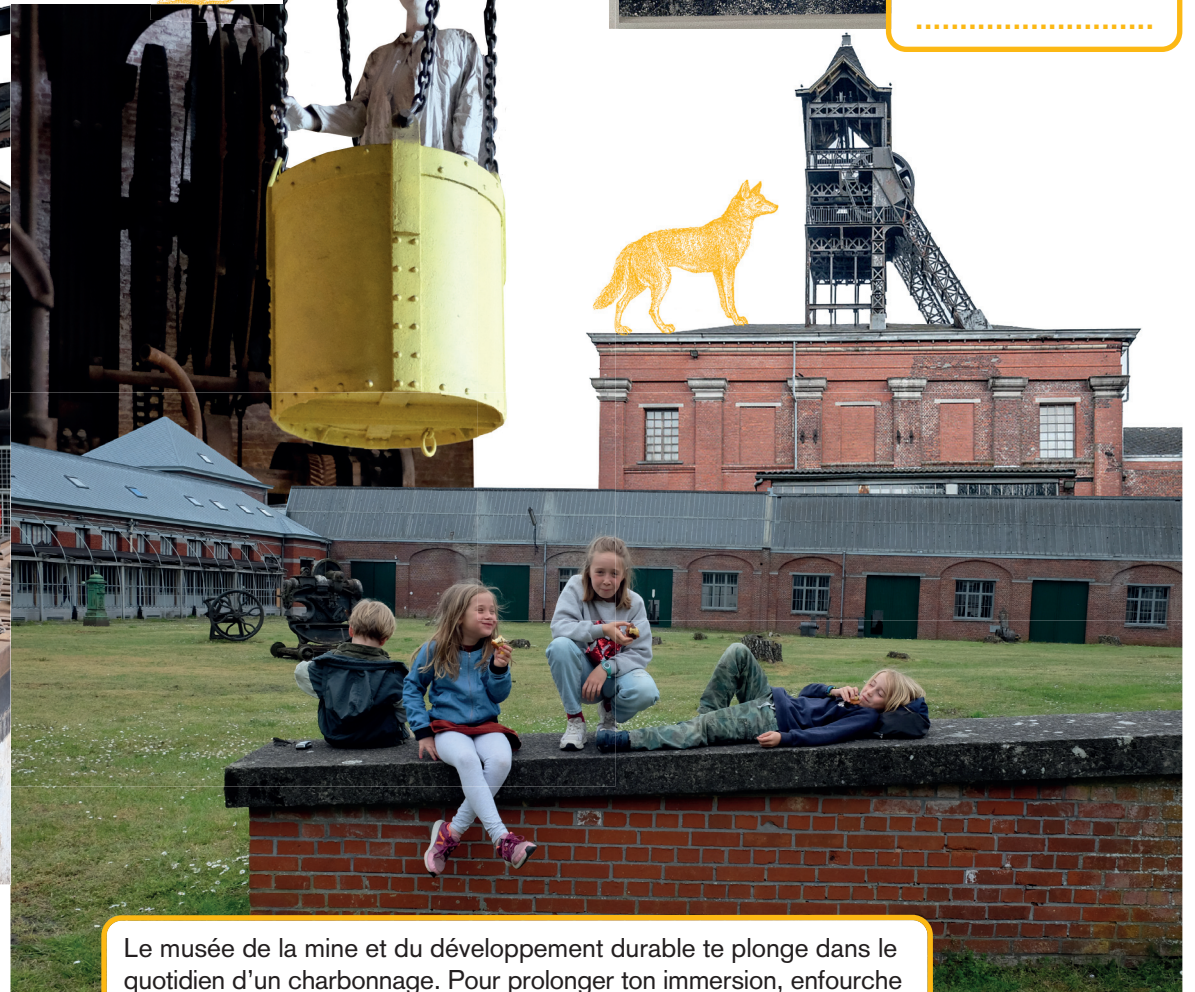 Le musée de la mine et du développement durable te plonge dans le
quotidien d'un charbonnage. Pour prolonger ton immersion, enfourche